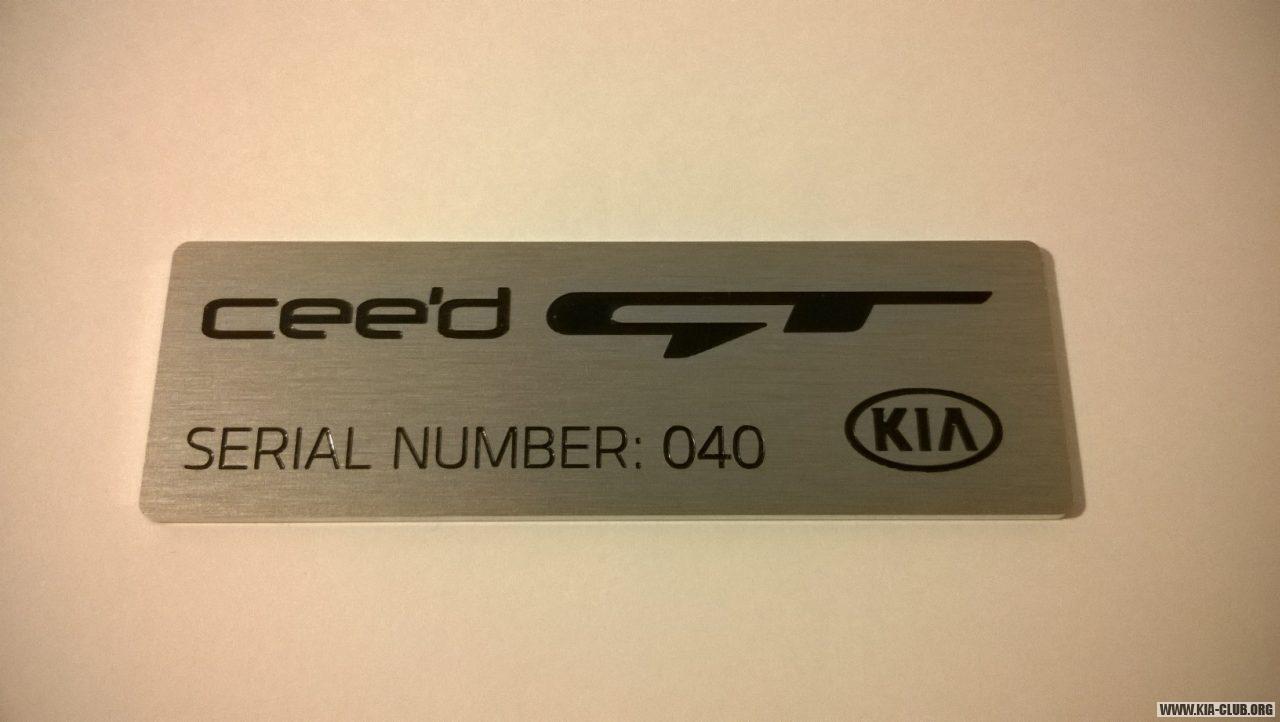 cee'd GT
SERIAL NUMBER: 040
KIA
WWW.KIA-CLUB.ORG